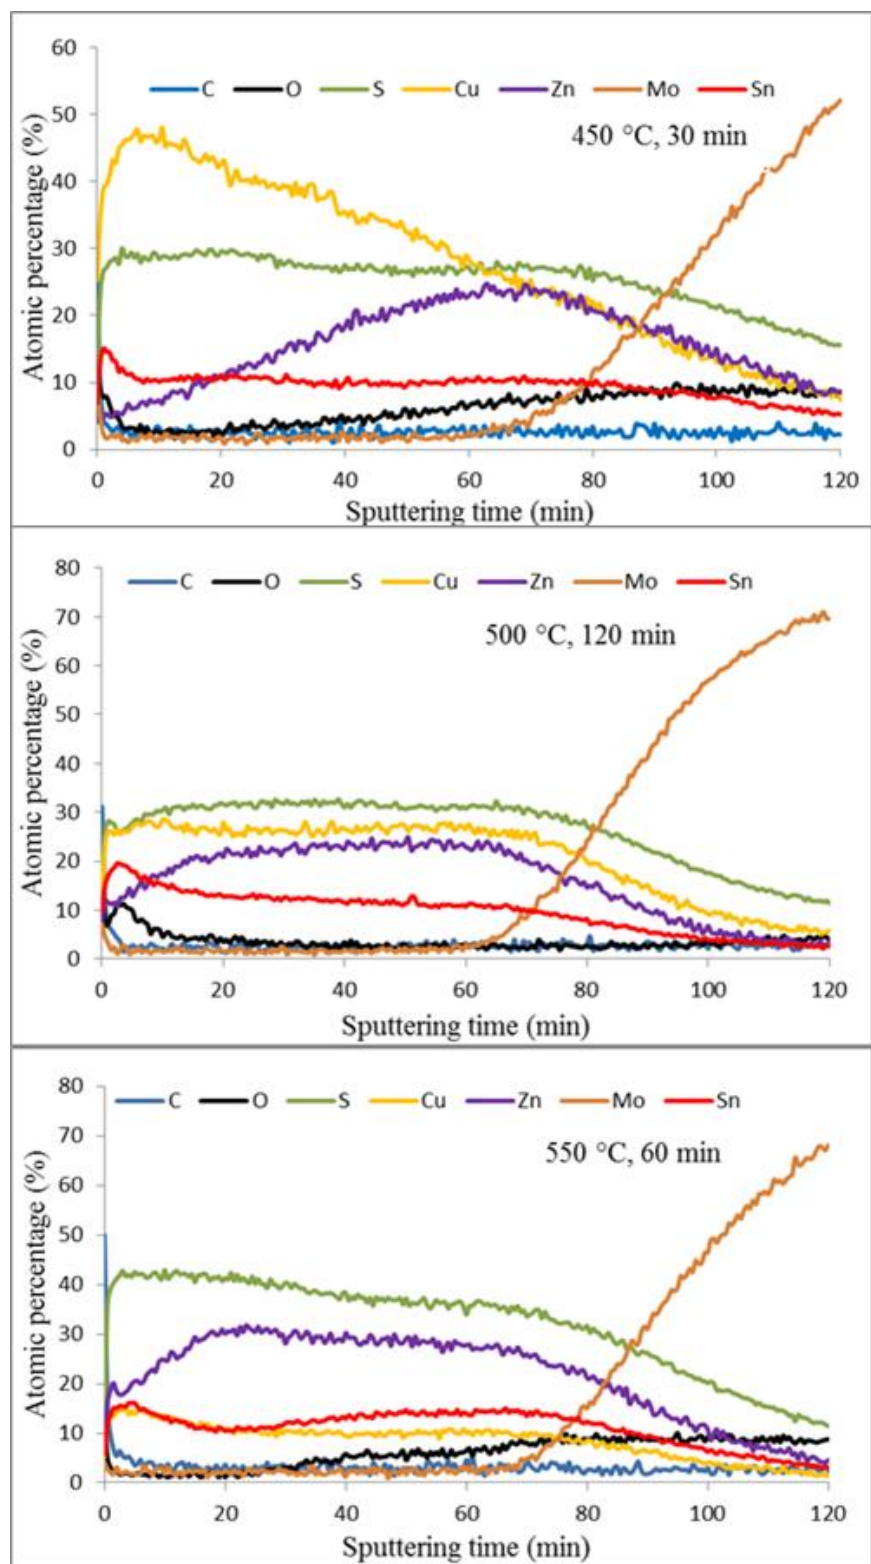 60
50
40
30
20
10
0
Atomic percentage (%)
C O S Cu Zn Mo Sn
450 °C, 30 min
0 20 40 60 80 100 120
Sputtering time (min)
80
70
60
50
40
30
20
10
0
Atomic percentage (%)
C O S Cu Zn Mo Sn
500 °C, 120 min
0 20 40 60 80 100 120
Sputtering time (min)
80
70
60
50
40
30
20
10
0
Atomic percentage (%)
C O S Cu Zn Mo Sn
550 °C, 60 min
0 20 40 60 80 100 120
Sputtering time (min)